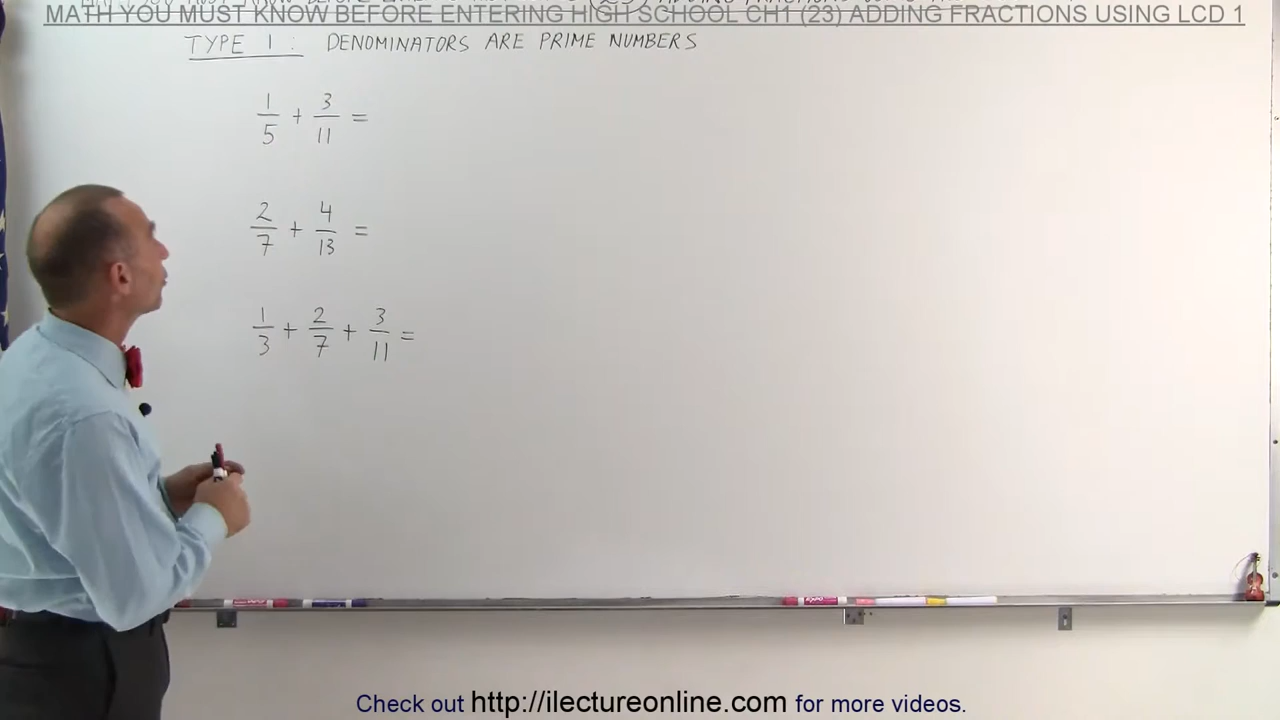 MATH YOU MUST KNOW BEFORE ENTERING HIGH SCHOOL CH1 (23) ADDING FRACTIONS USING LCD 1
TYPE 1: DENOMINATORS ARE PRIME NUMBERS
1/5 + 3/11 =
2/7 + 4/13 =
1/3 + 2/7 + 3/11 =
Check out http://ilectureonline.com for more videos.